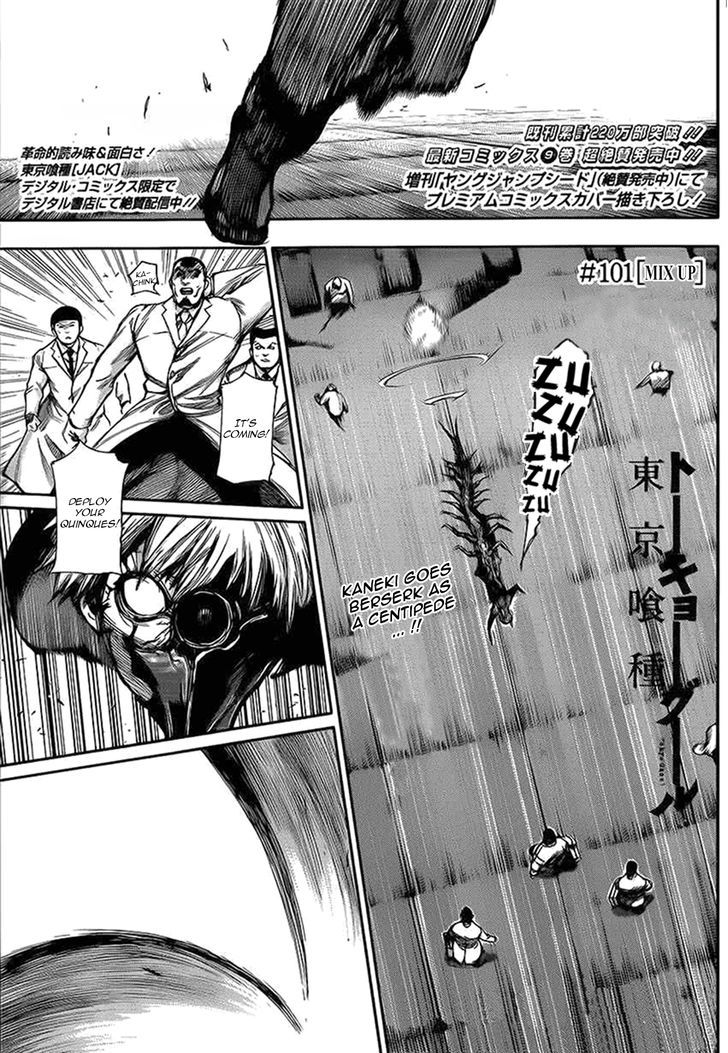 既刊累計220万部突破!!
最新コミックス9巻、超絶賛発売中!!
増刊「ヤングジャンプシード」(絶賛発売中)にて
プレミアムコミックスカバー描き下ろし!
革命的読み味&面白さ!
東京喰種[JACK]
デジタル・コミックス限定で
デジタル書店にて絶賛配信中!!
#101[MIX UP]
トーキョーグール
東京喰種
KANEKI GOES
BERSERK AS
A CENTIPEDE
... !!
KA-
CHINK
IT'S
COMING!
DEPLOY
YOUR
QUINQUES!